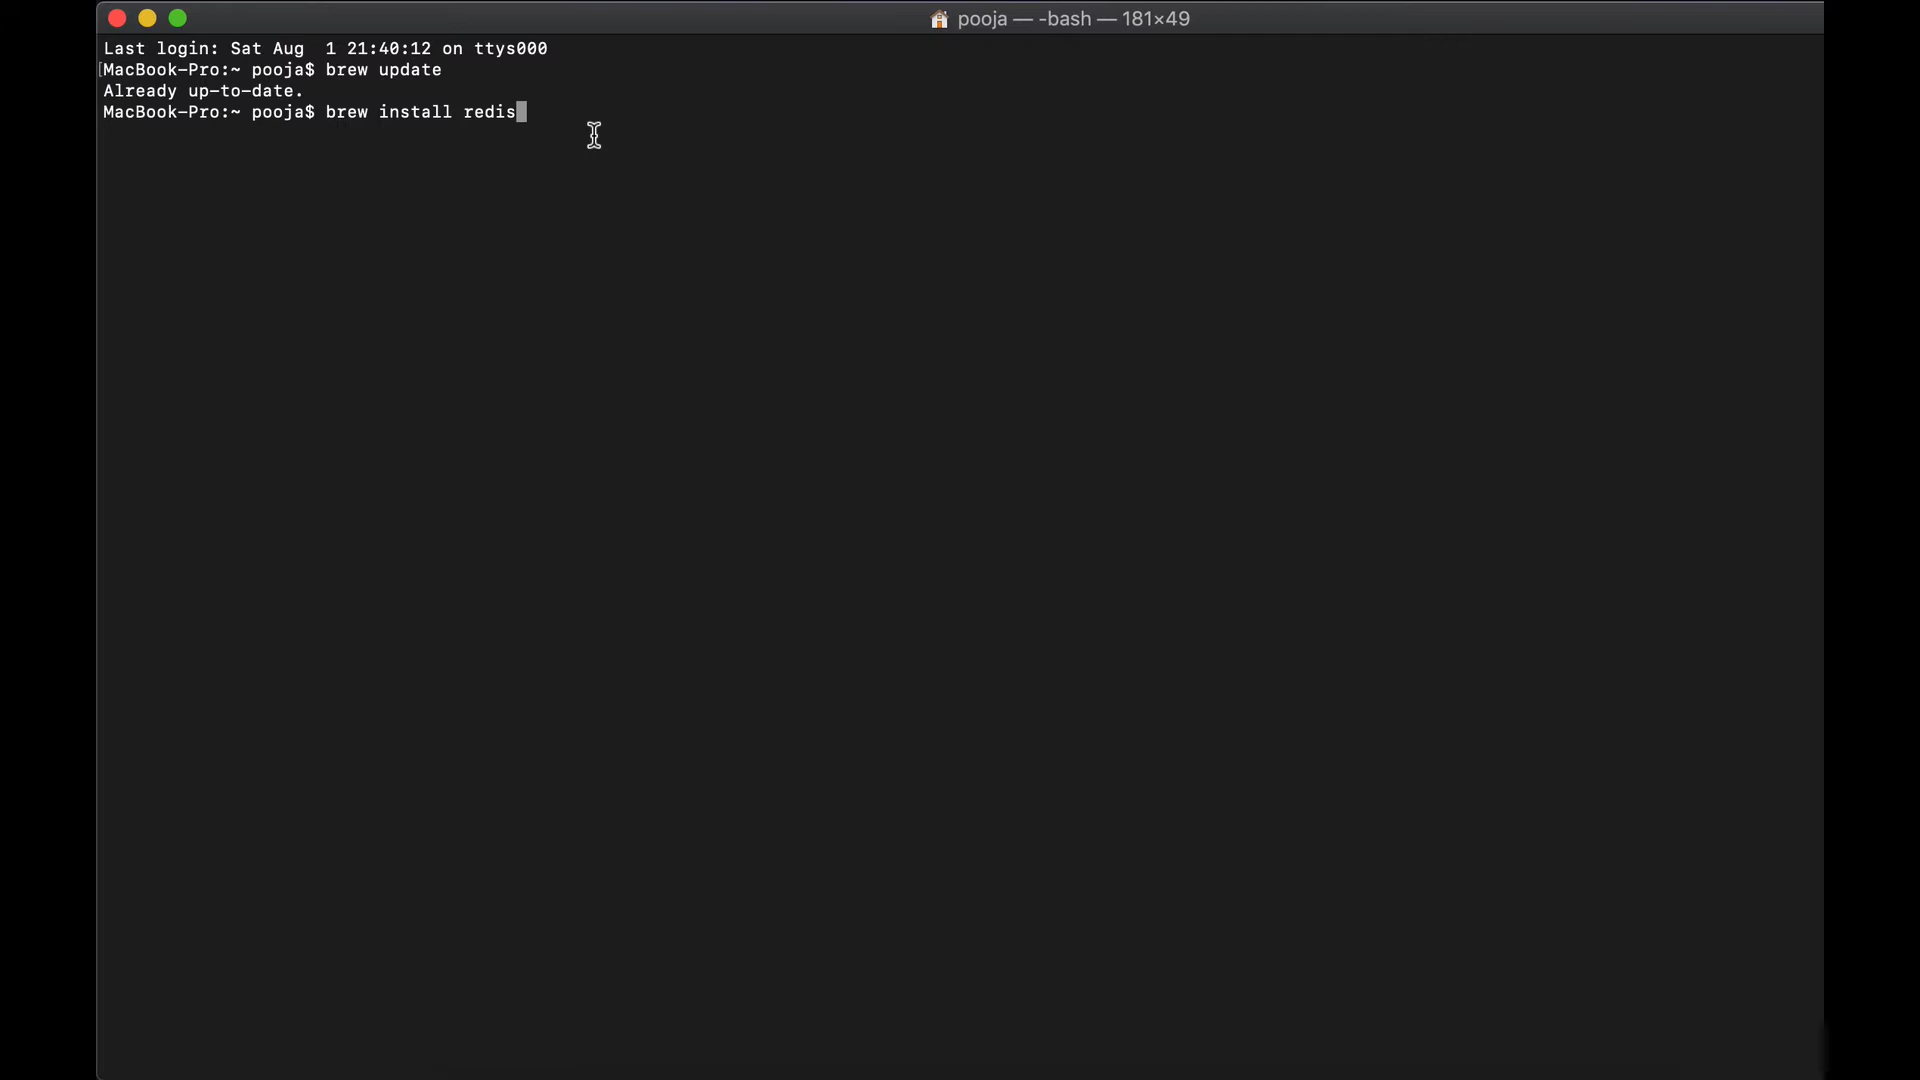 pooja — -bash — 181×49
Last login: Sat Aug  1 21:40:12 on ttys000
[MacBook-Pro:~ pooja$ brew update
Already up-to-date.
MacBook-Pro:~ pooja$ brew install redis